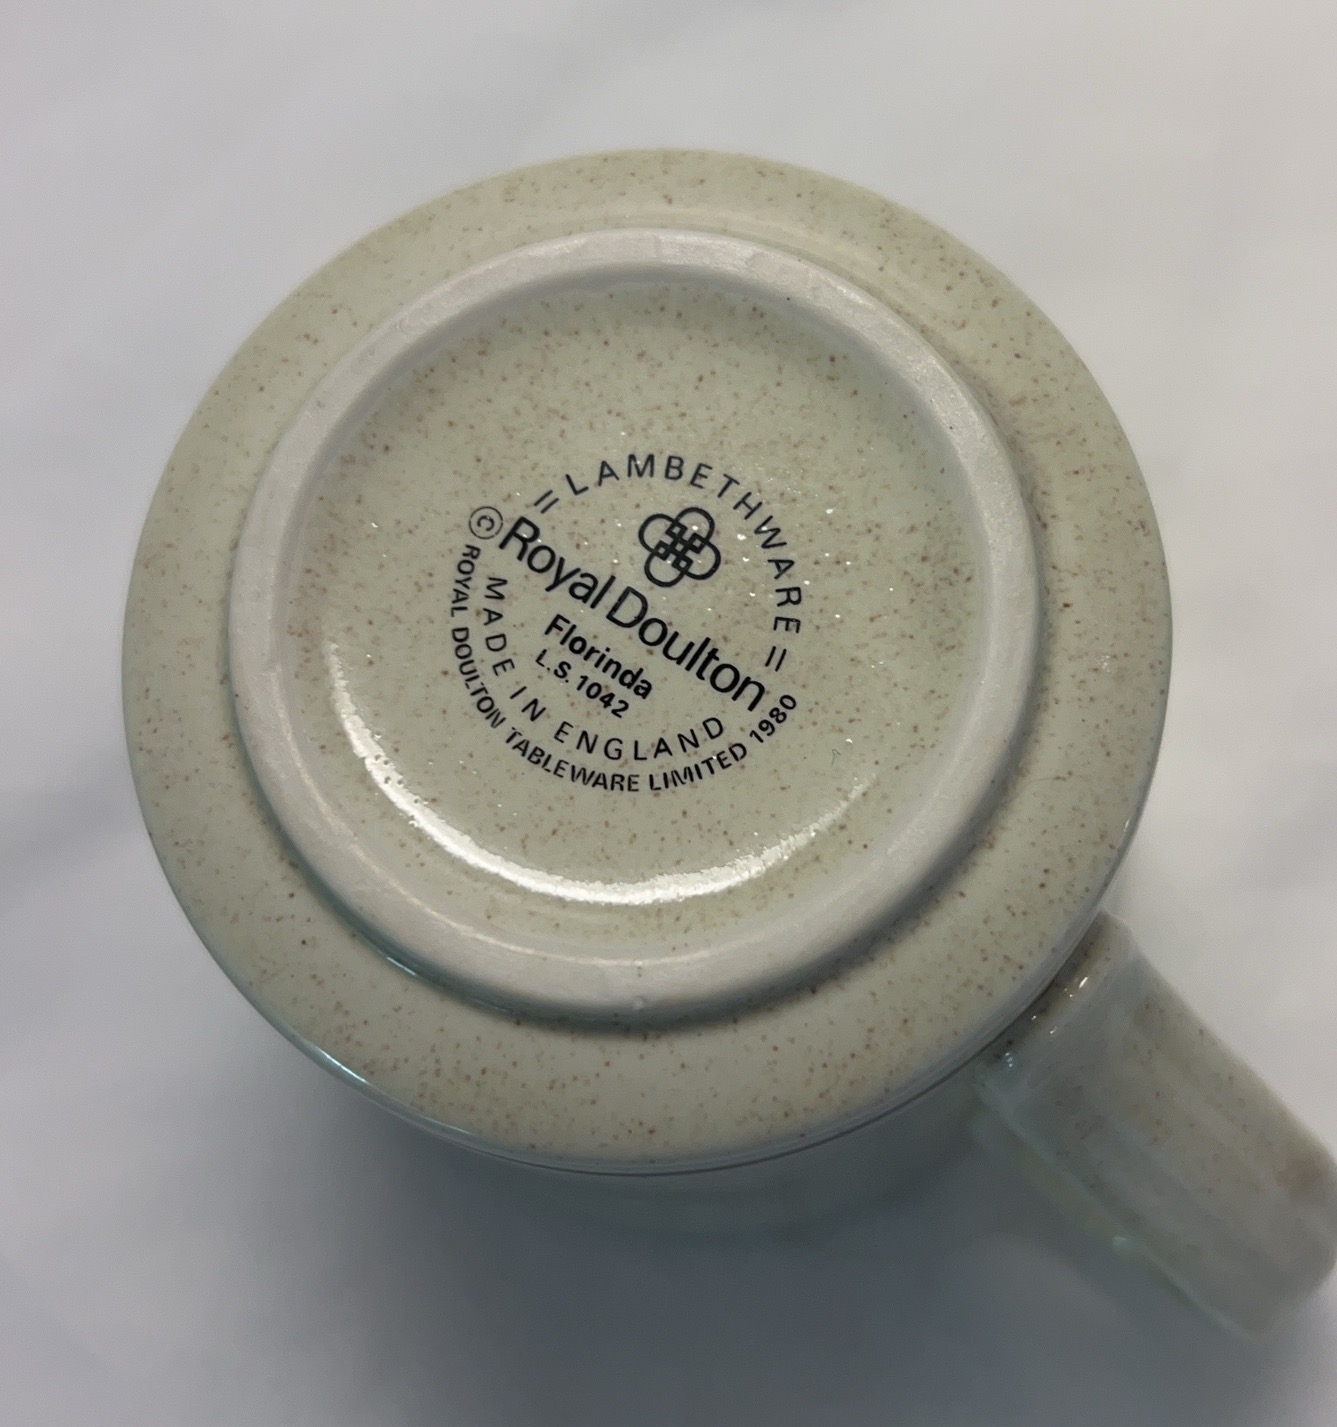 = LAMBETHWARE =
© Royal Doulton
Florinda
L.S.1042
MADE IN ENGLAND
ROYAL DOULTON TABLEWARE LIMITED 1980